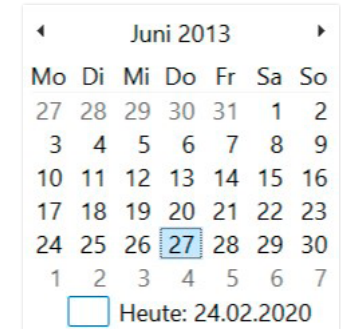 Juni 2013
Mo Di Mi Do Fr Sa So
27 28 29 30 31 1 2
3 4 5 6 7 8 9
10 11 12 13 14 15 16
17 18 19 20 21 22 23
24 25 26 27 28 29 30
1 2 3 4 5 6 7
Heute: 24.02.2020